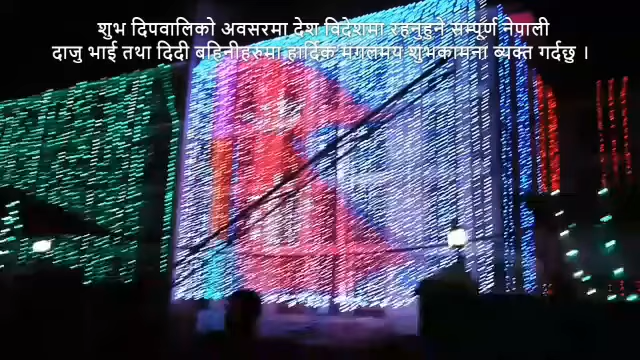 शुभ दिपवालिको अवसरमा देश विदेशमा रहनुहुने सम्पूर्ण नेपाली
दाजु भाई तथा दिदी बहिनीहरुमा हार्दिक मंगलमय शुभकामना ब्यक्त गर्दछु ।